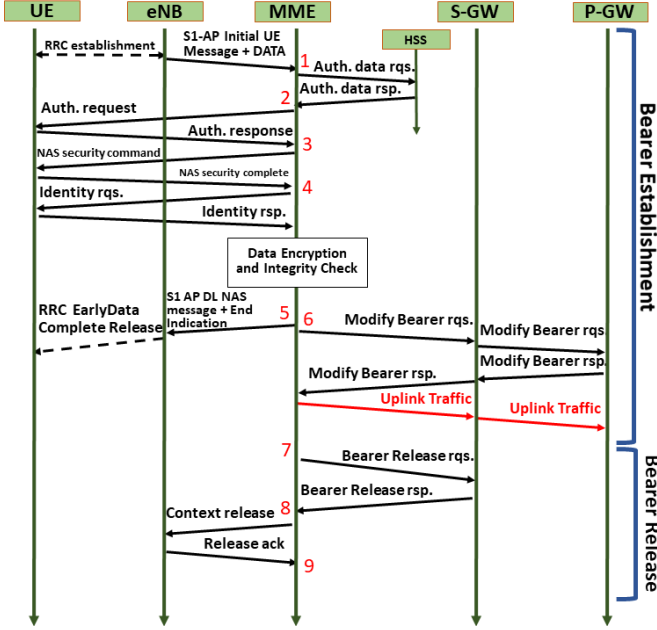 UE
eNB
MME
S-GW
P-GW
HSS
RRC establishment
S1-AP Initial UE
Message + DATA
1
Auth. data rqs.
Auth. data rsp.
2
Auth. request
Auth. response
3
NAS security command
NAS security complete
4
Identity rqs.
Identity rsp.
Data Encryption
and Integrity Check
S1 AP DL NAS
message + End
Indication
RRC EarlyData
Complete Release
5
6
Modify Bearer rqs.
Modify Bearer rqs.
Modify Bearer rsp.
Modify Bearer rsp.
Uplink Traffic
Uplink Traffic
Bearer Establishment
7
Bearer Release rqs.
Bearer Release rsp.
8
Context release
Release ack
9
Bearer Release